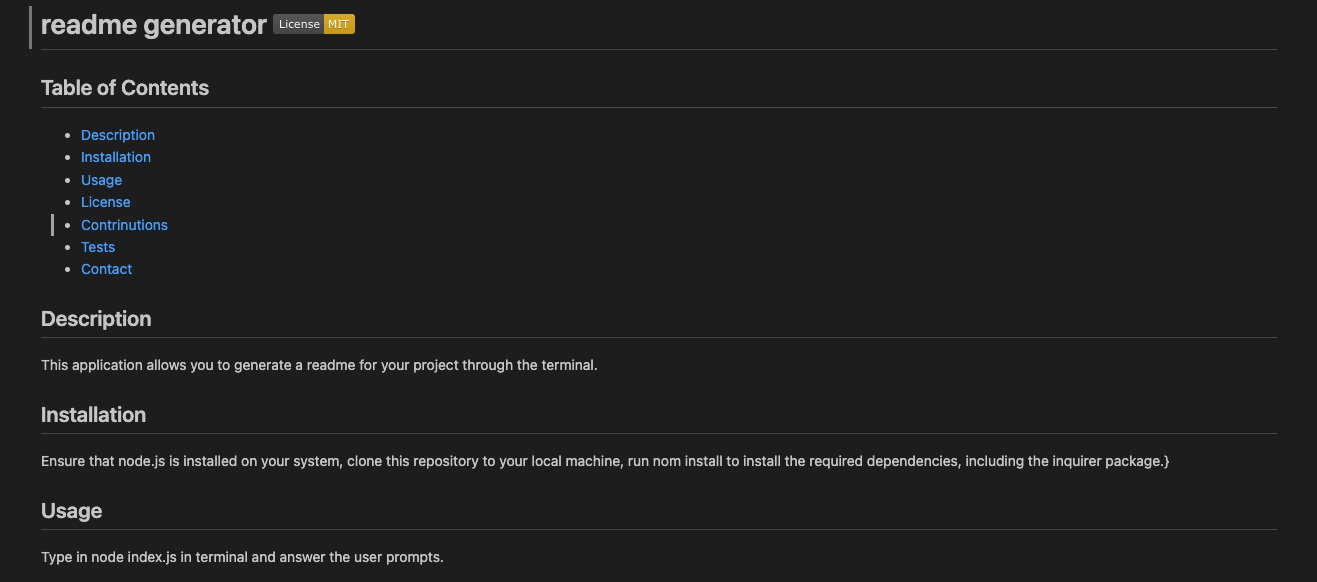 readme generator License MIT
Table of Contents
Description
Installation
Usage
License
Contrinutions
Tests
Contact
Description
This application allows you to generate a readme for your project through the terminal.
Installation
Ensure that node.js is installed on your system, clone this repository to your local machine, run nom install to install the required dependencies, including the inquirer package.}
Usage
Type in node index.js in terminal and answer the user prompts.